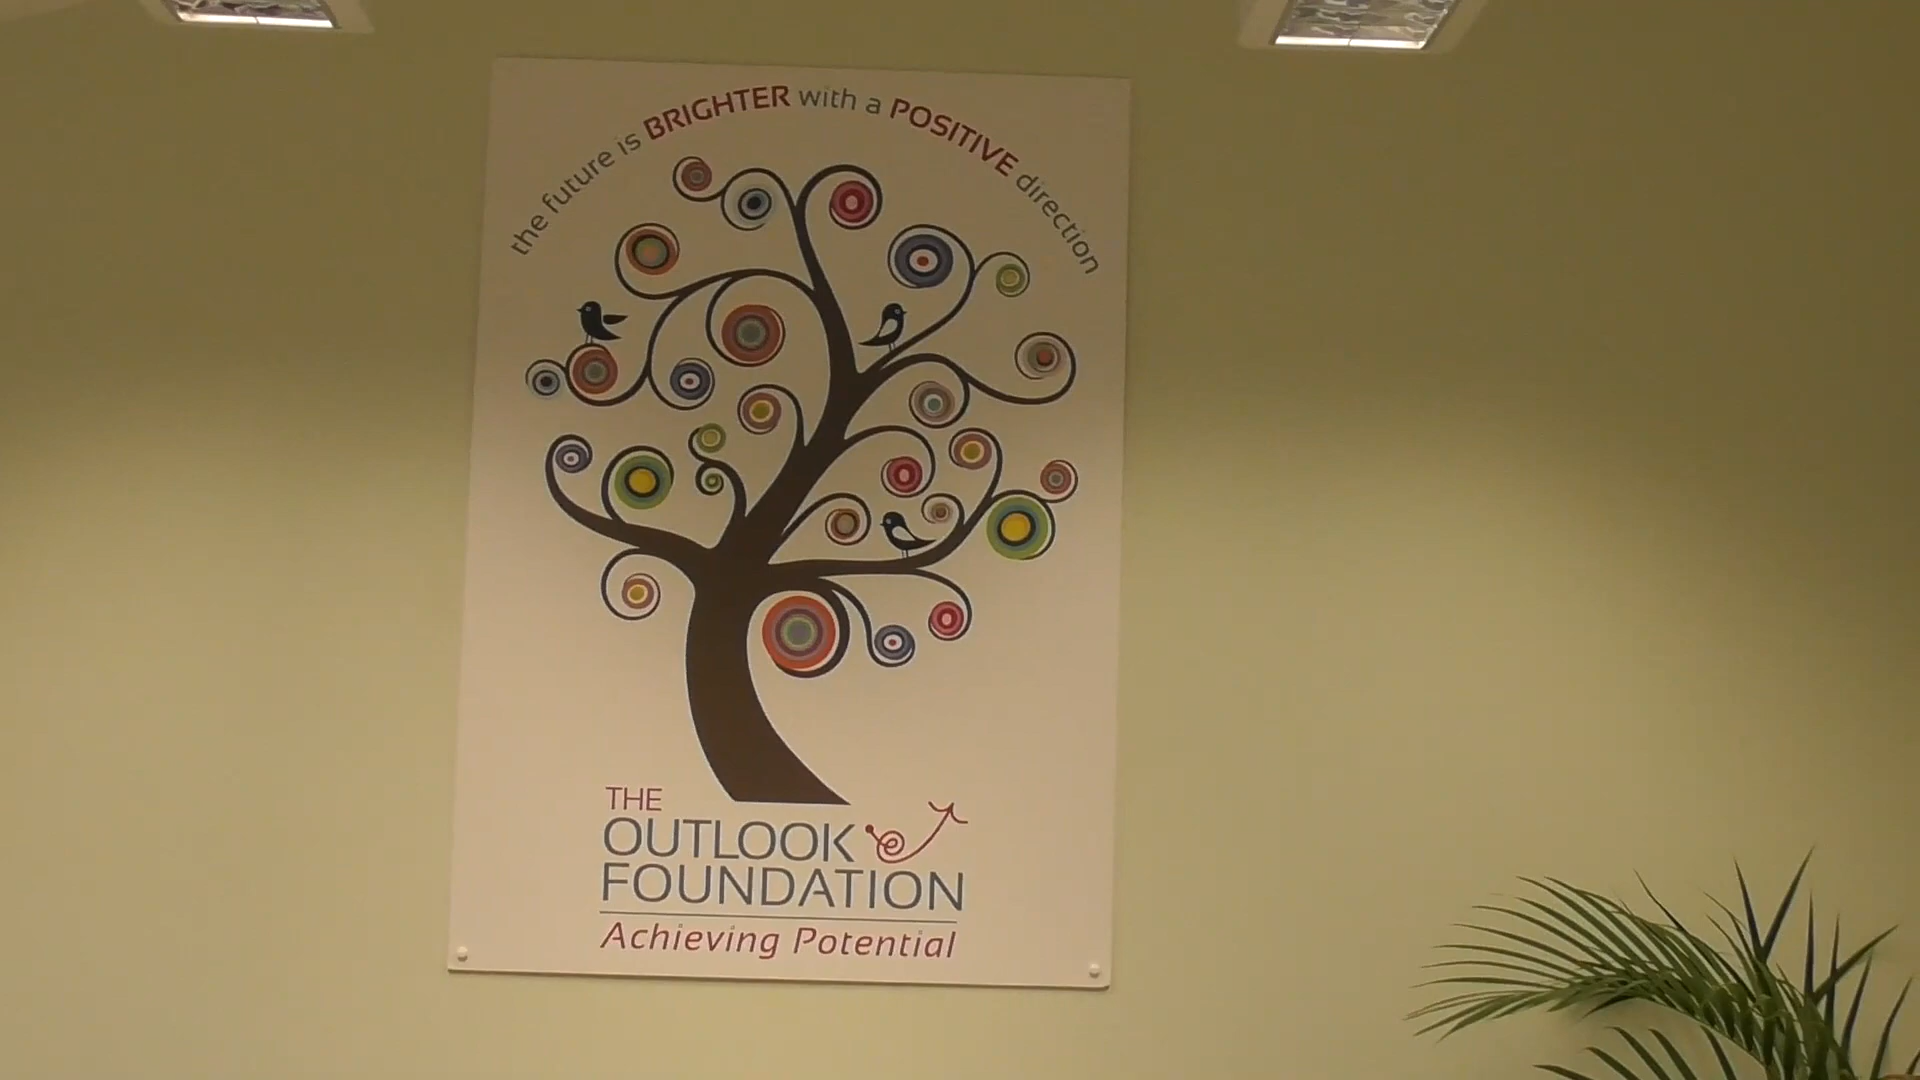 the future is BRIGHTER with a POSITIVE direction
THE
OUTLOOK
FOUNDATION
Achieving Potential